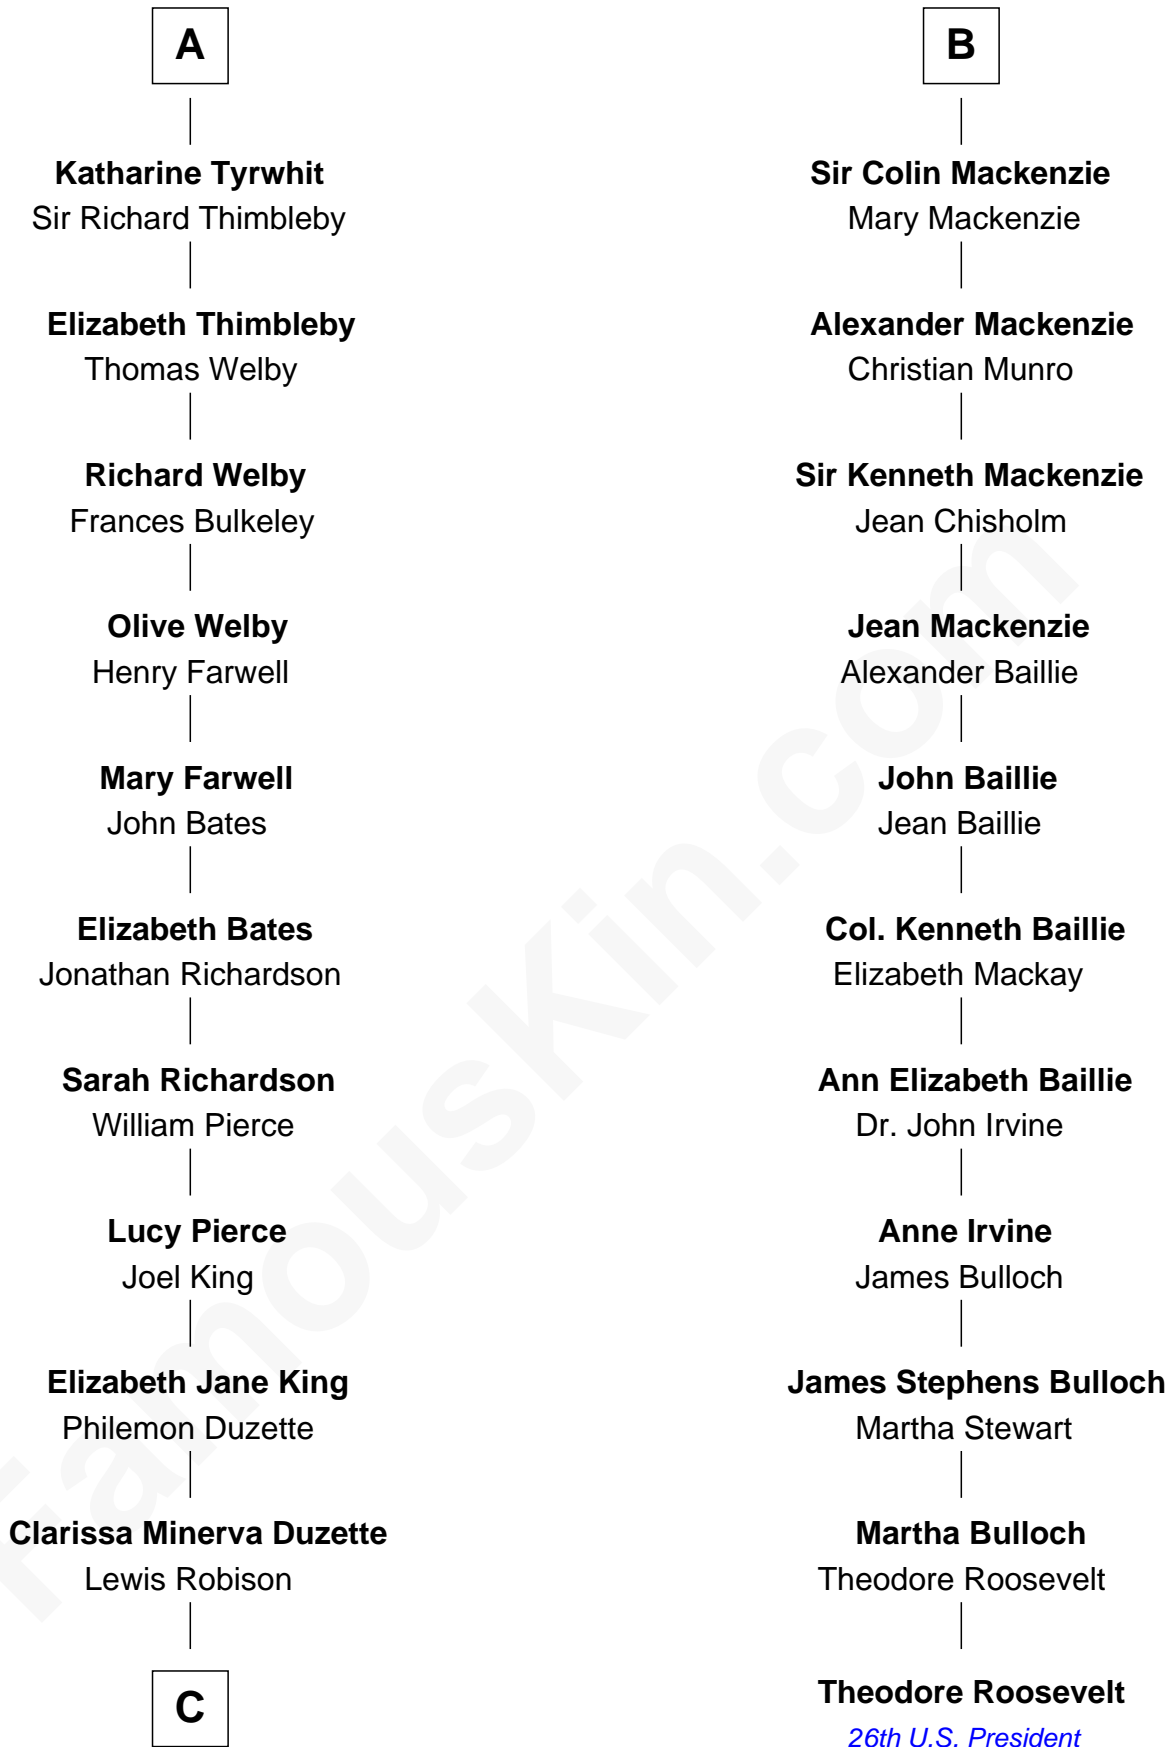 A
Katharine Tyrwhit
Sir Richard Thimbleby
Elizabeth Thimbleby
Thomas Welby
Richard Welby
Frances Bulkeley
Olive Welby
Henry Farwell
Mary Farwell
John Bates
Elizabeth Bates
Jonathan Richardson
Sarah Richardson
William Pierce
Lucy Pierce
Joel King
Elizabeth Jane King
Philemon Duzette
Clarissa Minerva Duzette
Lewis Robison
C
B
Sir Colin Mackenzie
Mary Mackenzie
Alexander Mackenzie
Christian Munro
Sir Kenneth Mackenzie
Jean Chisholm
Jean Mackenzie
Alexander Baillie
John Baillie
Jean Baillie
Col. Kenneth Baillie
Elizabeth Mackay
Ann Elizabeth Baillie
Dr. John Irvine
Anne Irvine
James Bulloch
James Stephens Bulloch
Martha Stewart
Martha Bulloch
Theodore Roosevelt
Theodore Roosevelt
26th U.S. President
FamousKin.com